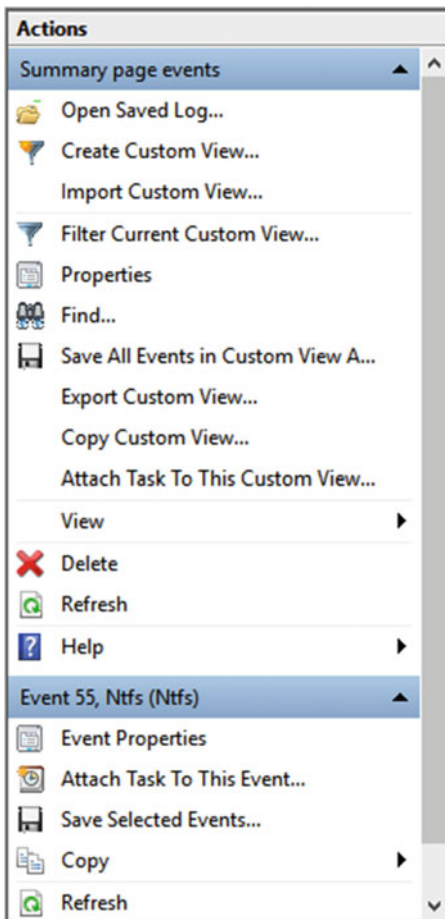 Actions
Summary page events
Open Saved Log...
Create Custom View...
Import Custom View...
Filter Current Custom View...
Properties
Find...
Save All Events in Custom View A...
Export Custom View...
Copy Custom View...
Attach Task To This Custom View...
View
Delete
Refresh
Help
Event 55, Ntfs (Ntfs)
Event Properties
Attach Task To This Event...
Save Selected Events...
Copy
Refresh